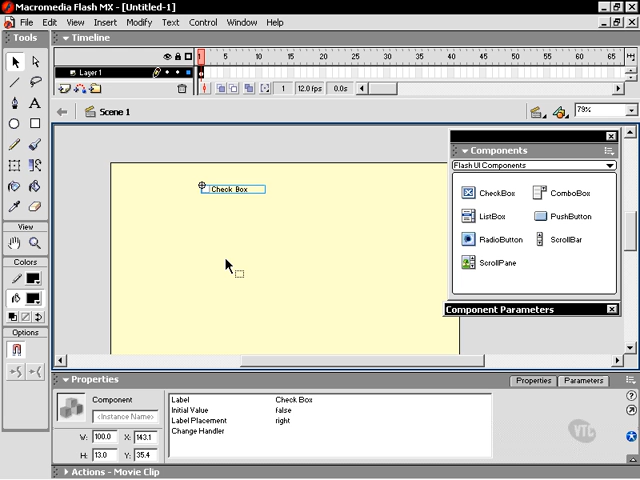 Macromedia Flash MX - [Untitled-1]
File Edit View Insert Modify Text Control Window Help
Tools
Timeline
1 5 10 15 20 25 30 35 40 45 50 55 60 65
Layer 1
1 12.0 fps 0.0s
Scene 1
79%
Check Box
Components
Flash UI Components
CheckBox ComboBox
ListBox PushButton
RadioButton ScrollBar
ScrollPane
Component Parameters
View
Colors
Options
Properties
Properties Parameters
Component
<Instance Name>
W: 100.0 X: 143.1
H: 13.0 Y: 35.4
Label Check Box
Initial Value false
Label Placement right
Change Handler
VTC
Actions - Movie Clip